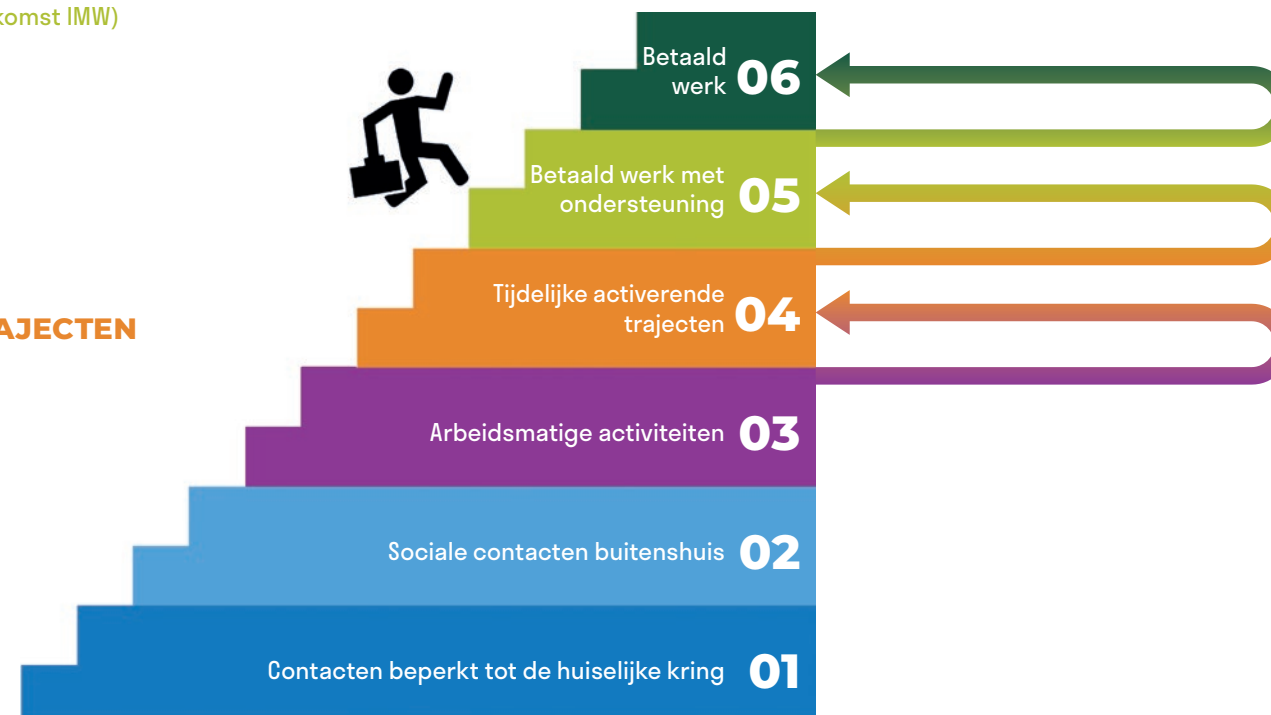 komst IMW)
Betaald
werk 06
Betaald werk met
ondersteuning 05
AJECTEN
Tijdelijke activerende
trajecten 04
Arbeidsmatige activiteiten 03
Sociale contacten buitenshuis 02
Contacten beperkt tot de huiselijke kring 01